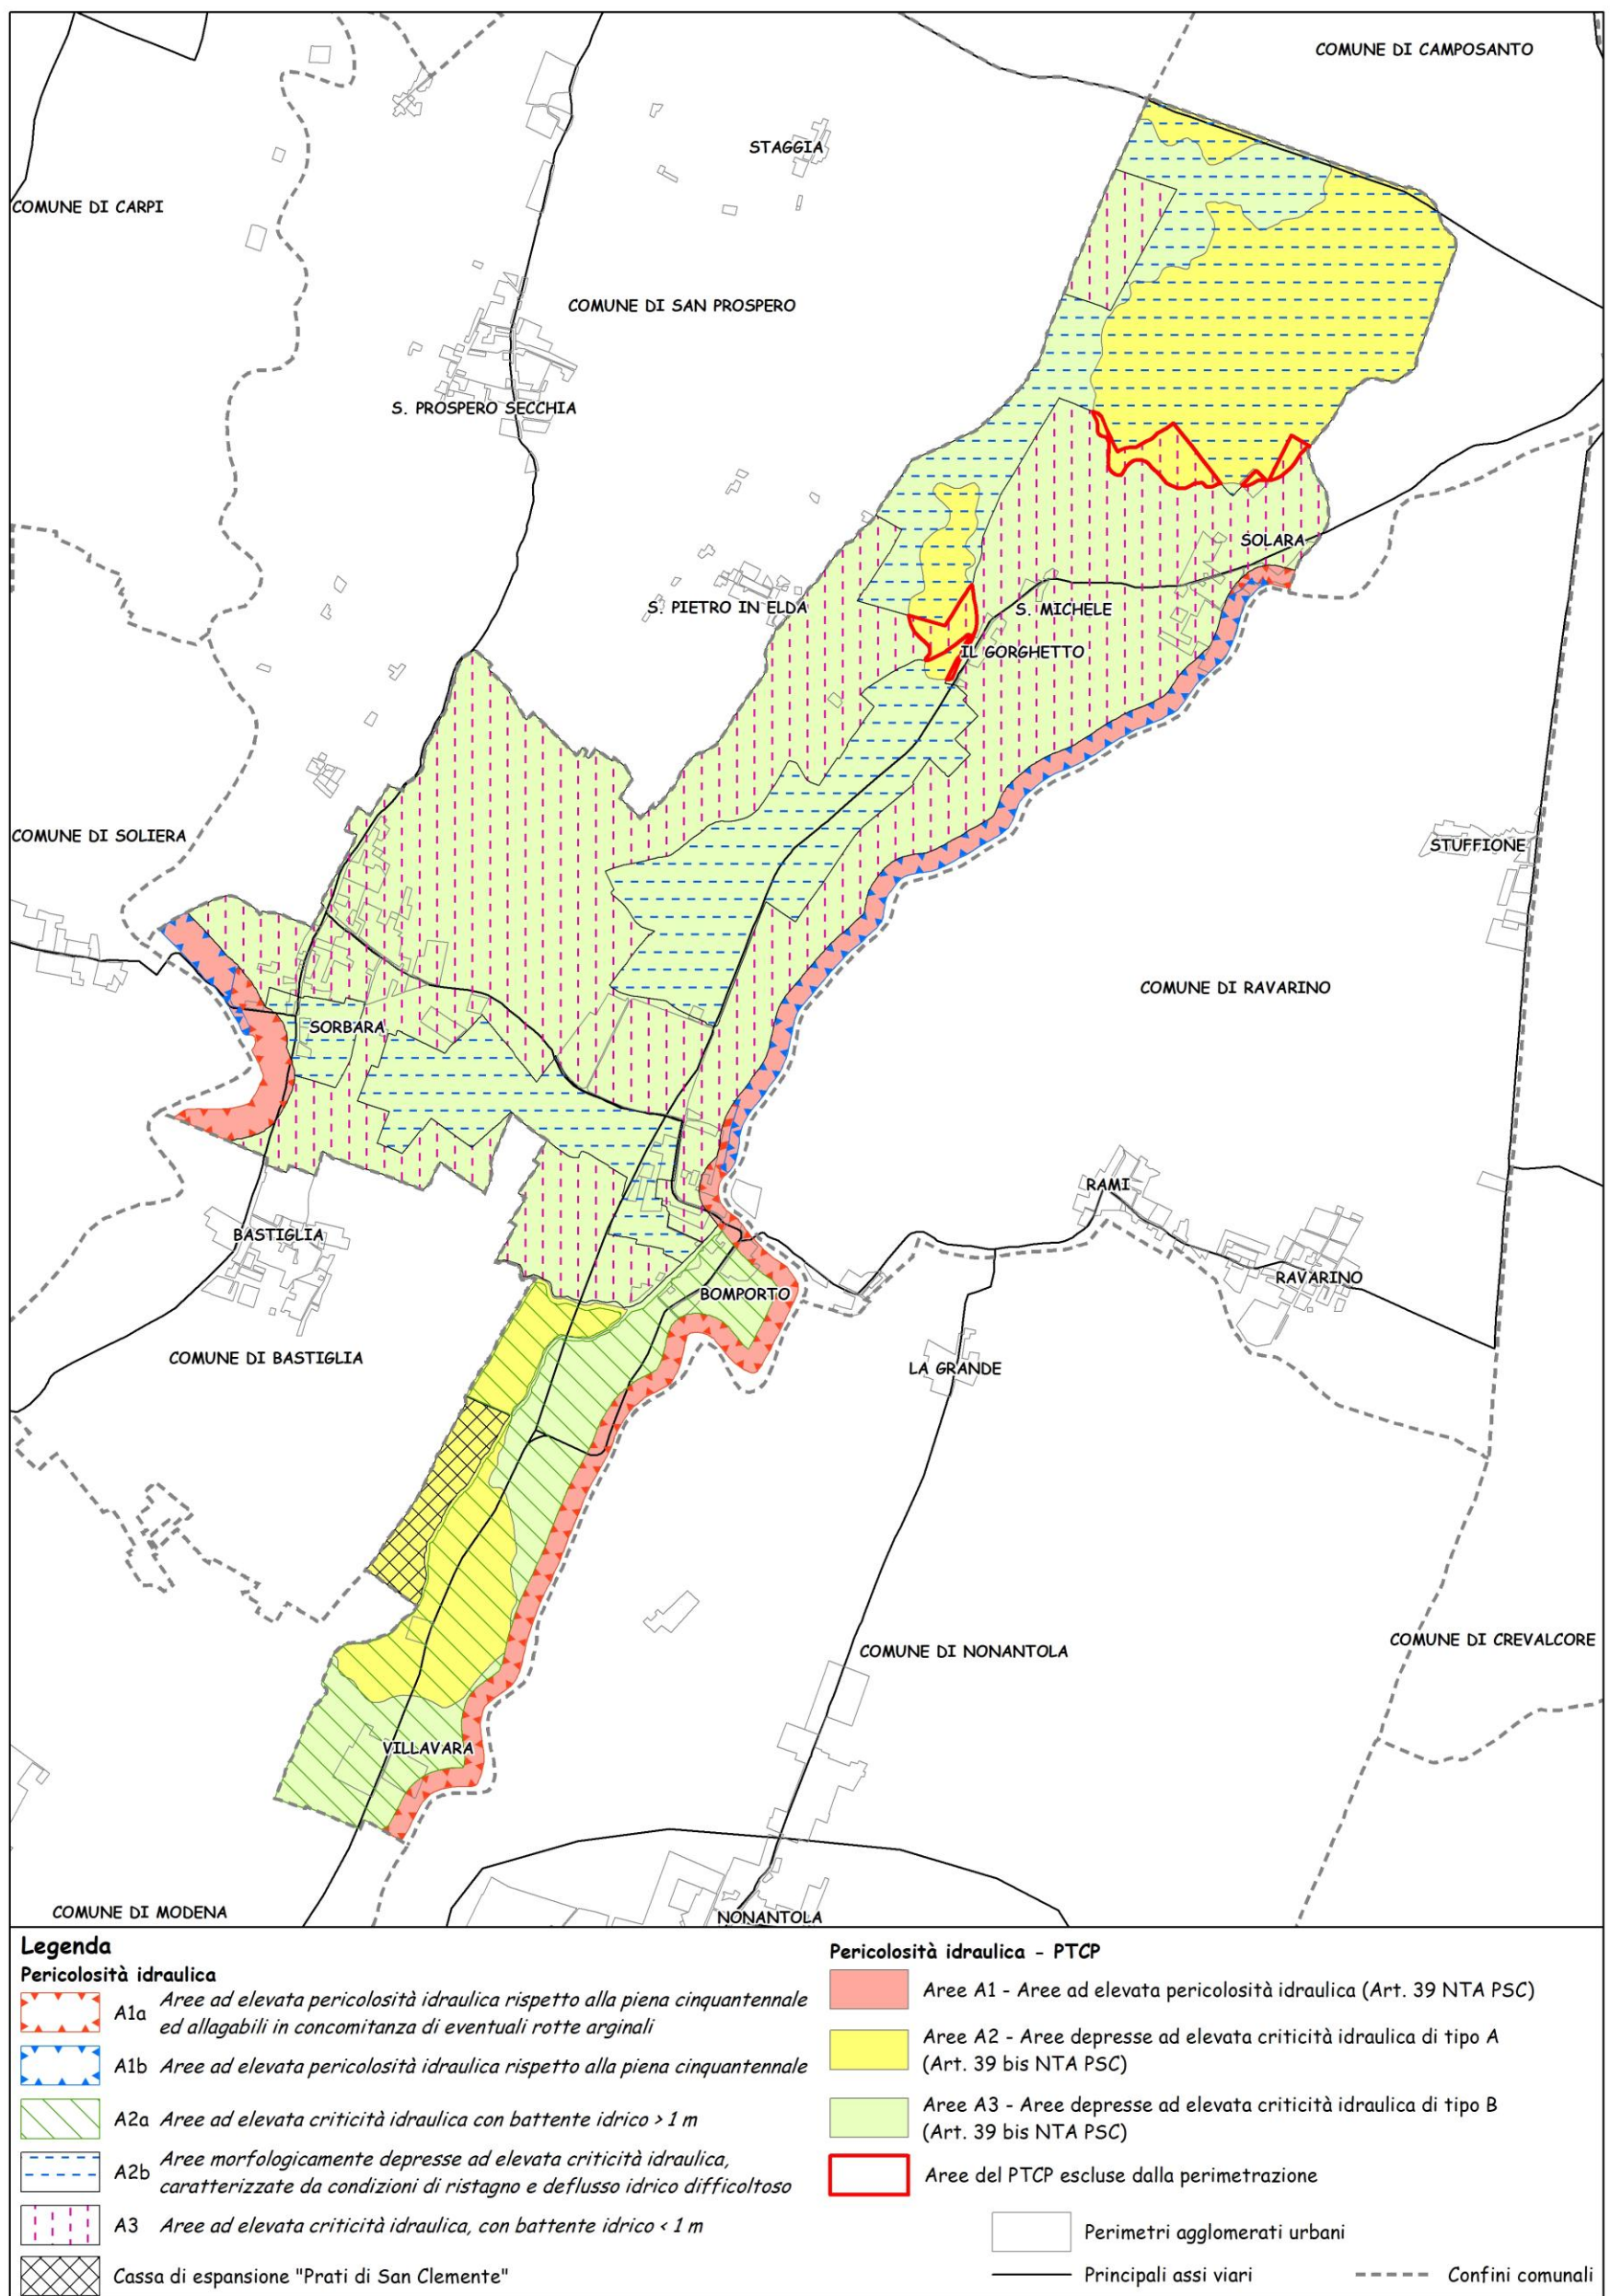 COMUNE DI CAMPOSANTO
STAGGIA
COMUNE DI CARPI
COMUNE DI SAN PROSPERO
S. PROSPERO SECCHIA
SOLARA
S. PIETRO IN ELDA
S. MICHELE
IL GORGHETTO
COMUNE DI SOLIERA
STUFFIONE
COMUNE DI RAVARINO
SORBARA
RAMI
BASTIGLIA
RAVARINO
BOMPORTO
COMUNE DI BASTIGLIA
LA GRANDE
COMUNE DI NONANTOLA
COMUNE DI CREVALCORE
VILLAVARA
COMUNE DI MODENA
NONANTOLA
Legenda
Pericolosità idraulica
A1a Aree ad elevata pericolosità idraulica rispetto alla piena cinquantennale
ed allagabili in concomitanza di eventuali rotte arginali
A1b Aree ad elevata pericolosità idraulica rispetto alla piena cinquantennale
A2a Aree ad elevata criticità idraulica con battente idrico > 1 m
A2b Aree morfologicamente depresse ad elevata criticità idraulica,
caratterizzate da condizioni di ristagno e deflusso idrico difficoltoso
A3 Aree ad elevata criticità idraulica, con battente idrico < 1 m
Cassa di espansione "Prati di San Clemente"
Pericolosità idraulica - PTCP
Aree A1 - Aree ad elevata pericolosità idraulica (Art. 39 NTA PSC)
Aree A2 - Aree depresse ad elevata criticità idraulica di tipo A
(Art. 39 bis NTA PSC)
Aree A3 - Aree depresse ad elevata criticità idraulica di tipo B
(Art. 39 bis NTA PSC)
Aree del PTCP escluse dalla perimetrazione
Perimetri agglomerati urbani
Principali assi viari
Confini comunali